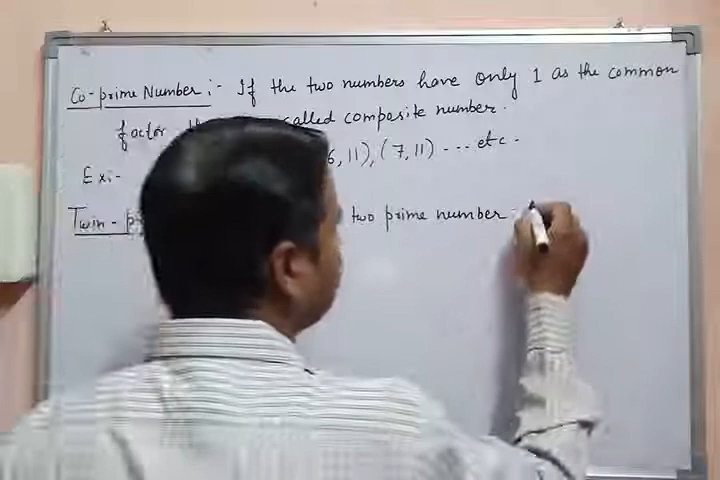 Co-prime Number :- If the two numbers have only 1 as the common
factor called composite number.
Ex:- 6, 11), (7, 11) --- etc -
Twin - two prime number